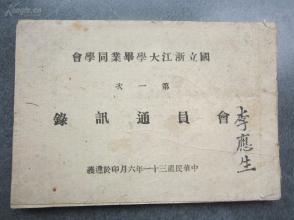 會學同業畢學大江浙立國
次一第
錄訊通員會
李應生
義遵於印月六年一十三國民華中